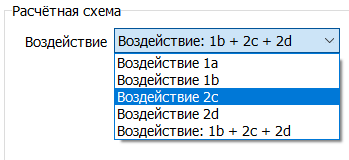 Расчётная схема
Воздействие Воздействие: 1b + 2c + 2d
Воздействие 1a
Воздействие 1b
Воздействие 2c
Воздействие 2d
Воздействие: 1b + 2c + 2d